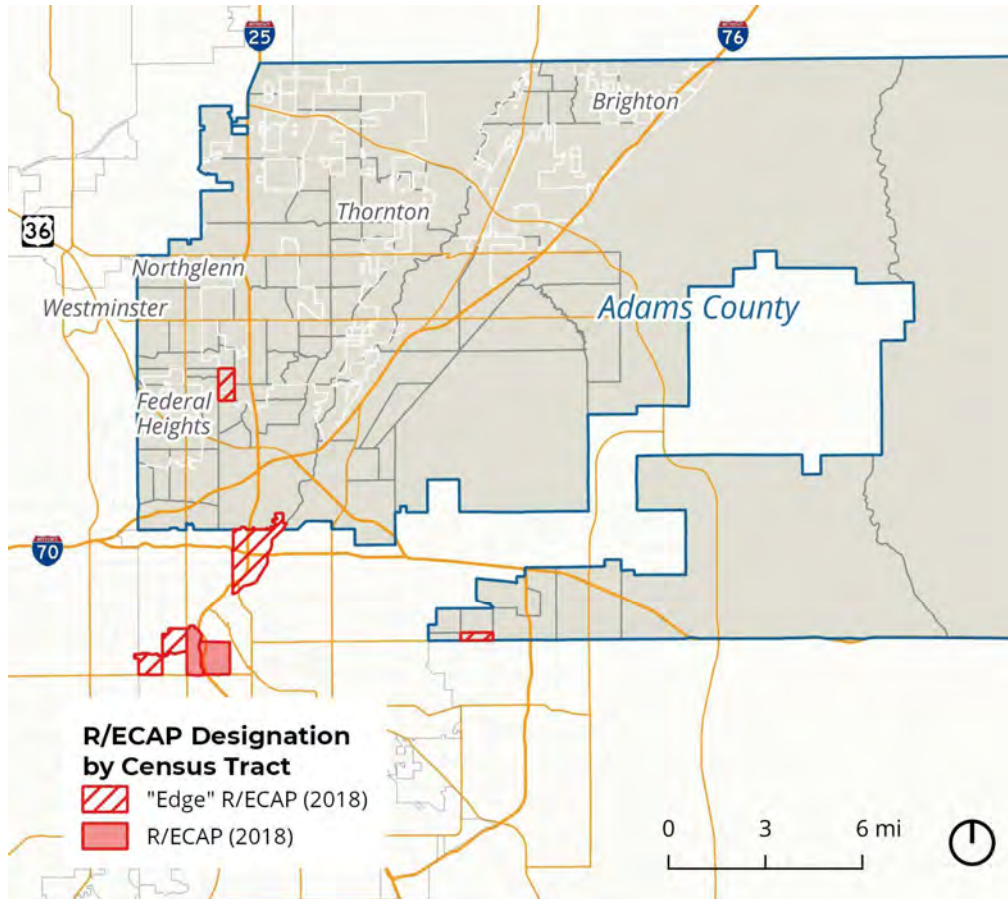 25
76
Brighton
Thornton
36
Northglenn
Westminster
Adams County
Federal
Heights
70
R/ECAP Designation
by Census Tract
"Edge" R/ECAP (2018)
R/ECAP (2018)
0 3 6 mi